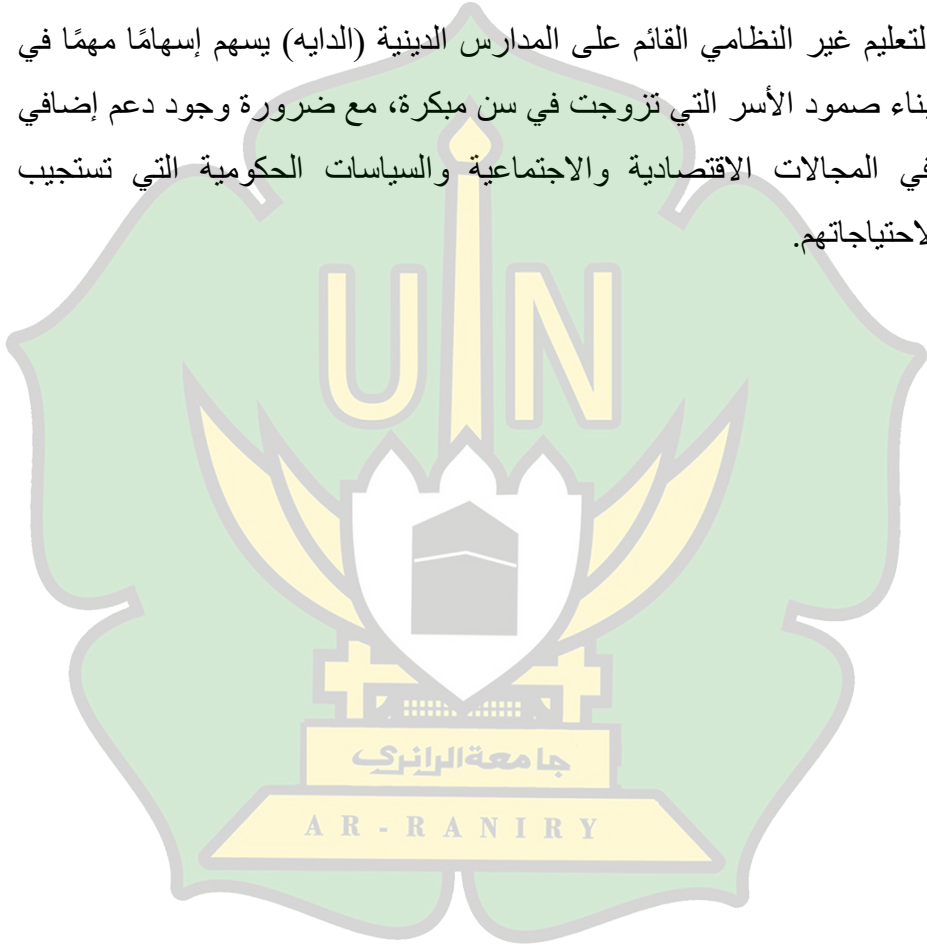 لتعليم غير النظامي القائم على المدارس الدينية (الدايه) يسهم إسهامًا مهمًا في
بناء صمود الأسر التي تزوجت في سن مبكرة، مع ضرورة وجود دعم إضافي
في المجالات الاقتصادية والاجتماعية والسياسات الحكومية التي تستجيب
لاحتياجاتهم.
UIN
جامعة الرانري
AR-RANIRY